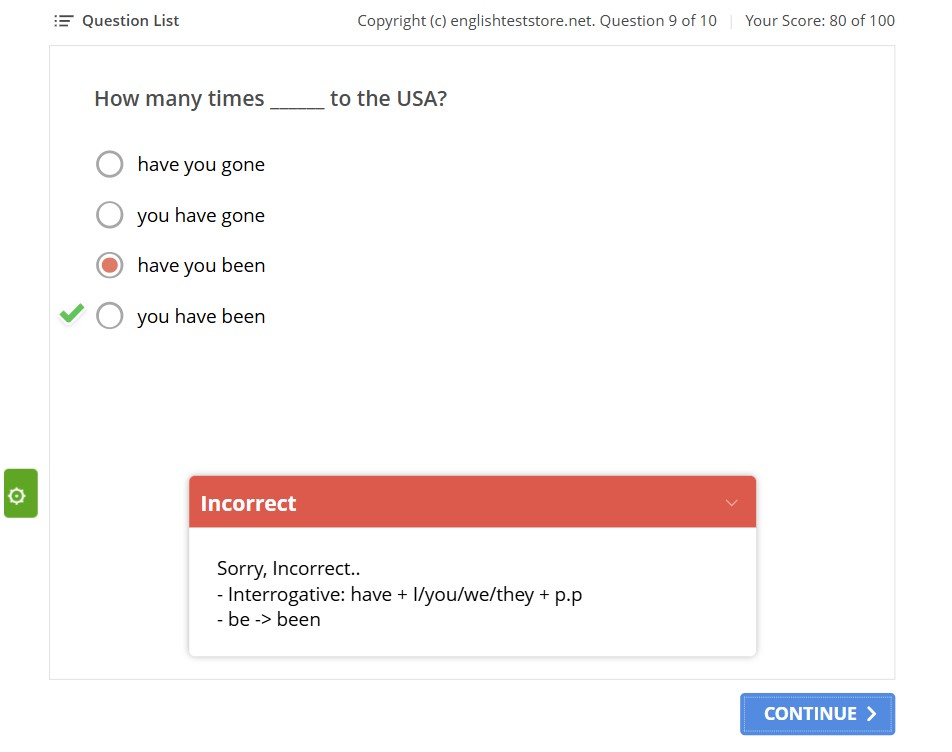 Question List
Copyright (c) englishteststore.net. Question 9 of 10 | Your Score: 80 of 100
How many times ______ to the USA?
have you gone
you have gone
have you been
you have been
Incorrect
Sorry, Incorrect..
- Interrogative: have + I/you/we/they + p.p
- be -> been
CONTINUE